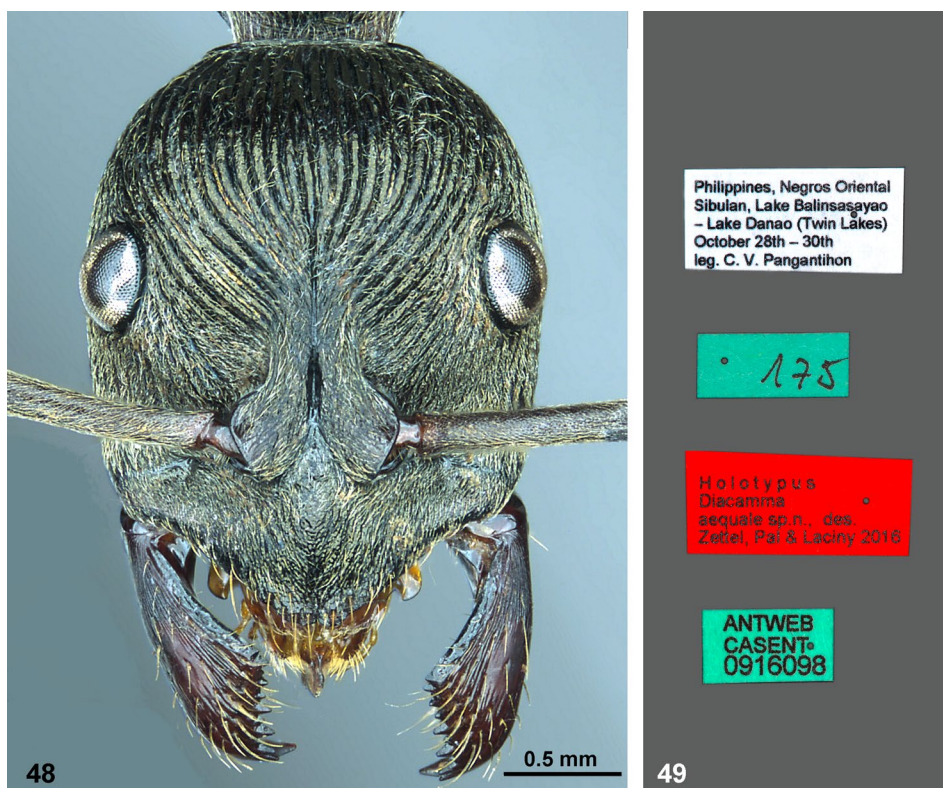 48
0.5 mm
Philippines, Negros Oriental
Sibulan, Lake Balinsasayao
– Lake Danao (Twin Lakes)
October 28th – 30th
leg. C. V. Pangantihon
175
Holotypus
Diacamma
aequale sp.n., des.
Zettel, Pal & Laciny 2016
ANTWEB
CASENT
0916098
49